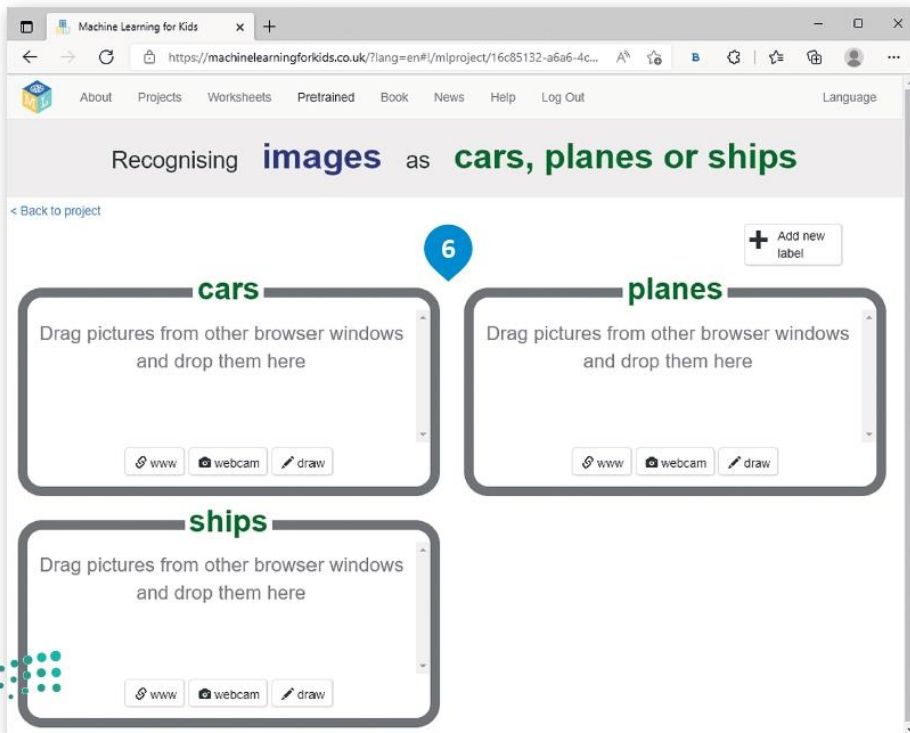 Machine Learning for Kids
https://machinelearningforkids.co.uk/?lang=en#!/mlproject/16c85132-a6a6-4c...
About Projects Worksheets Pretrained Book News Help Log Out Language
Recognising images as cars, planes or ships
< Back to project
Add new
label
6
cars
Drag pictures from other browser windows
and drop them here
www webcam draw
planes
Drag pictures from other browser windows
and drop them here
www webcam draw
ships
Drag pictures from other browser windows
and drop them here
www webcam draw